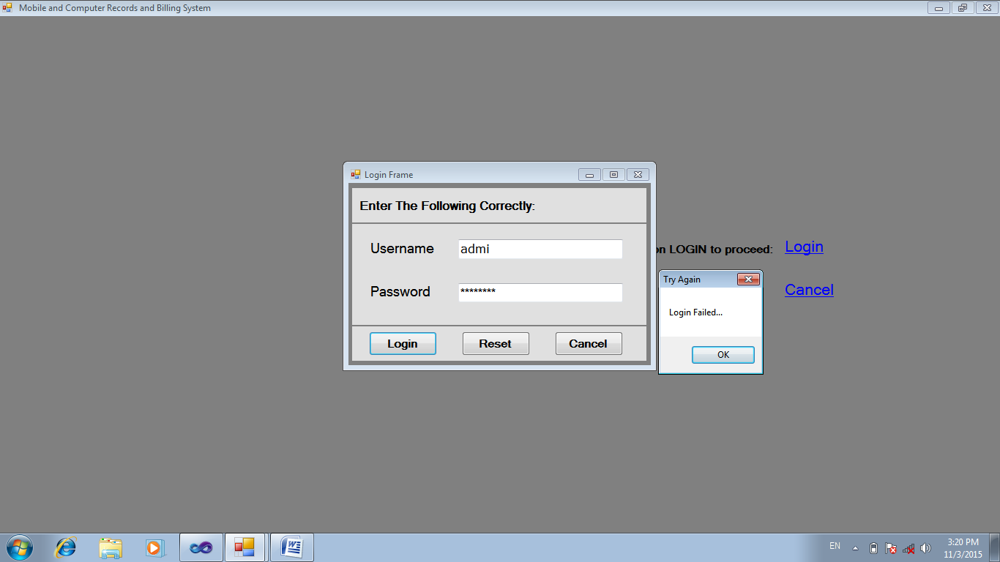 Mobile and Computer Records and Billing System
Login Frame
Enter The Following Correctly:
Username admi
Password ********
Login Reset Cancel
on LOGIN to proceed: Login
Cancel
Try Again
Login Failed...
OK
EN
3:20 PM
11/3/2015